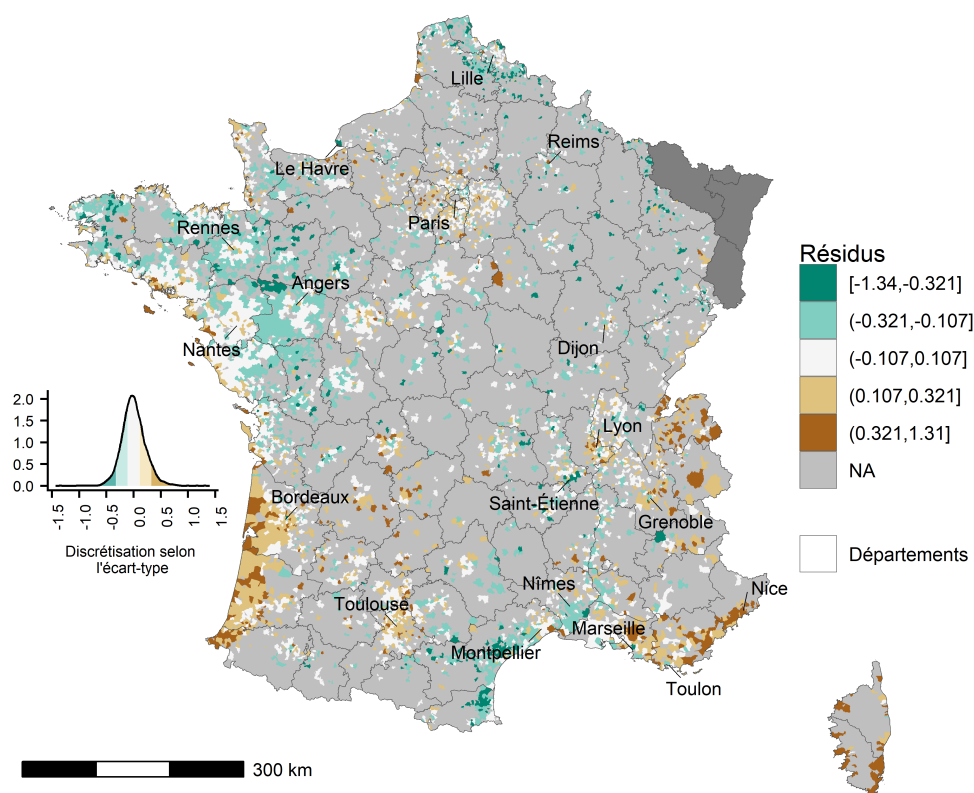 Lille
Reims
Le Havre
Paris
Rennes
Angers
Nantes
Dijon
Lyon
Bordeaux
Saint-Étienne
Grenoble
Nîmes
Nice
Toulouse
Marseille
Montpellier
Toulon
Résidus
[-1.34,-0.321]
(-0.321,-0.107]
(-0.107,0.107]
(0.107,0.321]
(0.321,1.31]
NA
Départements
2.0
1.5
1.0
0.5
0.0
-1.5
-1.0
-0.5
0.0
0.5
1.0
1.5
Discrétisation selon
l'écart-type
300 km